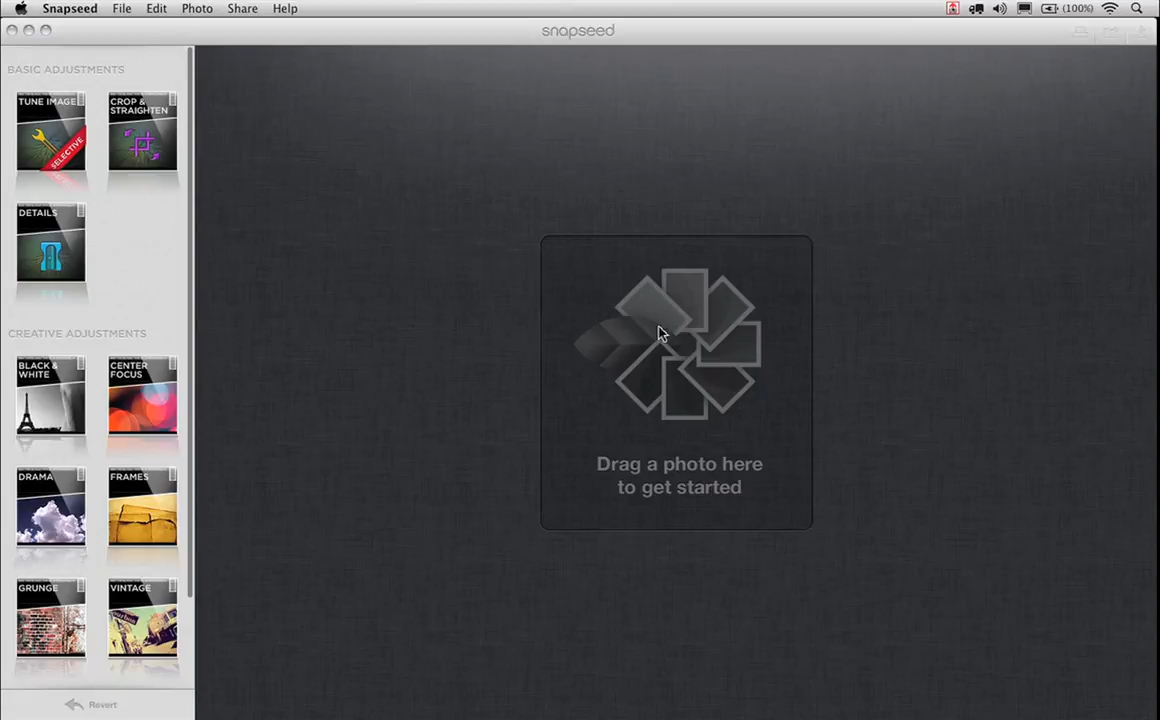 Snapseed File Edit Photo Share Help (100%)
snapseed
BASIC ADJUSTMENTS
TUNE IMAGE
SELECTIVE
CROP &
STRAIGHTEN
DETAILS
CREATIVE ADJUSTMENTS
BLACK &
WHITE
CENTER
FOCUS
DRAMA
FRAMES
GRUNGE
VINTAGE
Revert
Drag a photo here
to get started